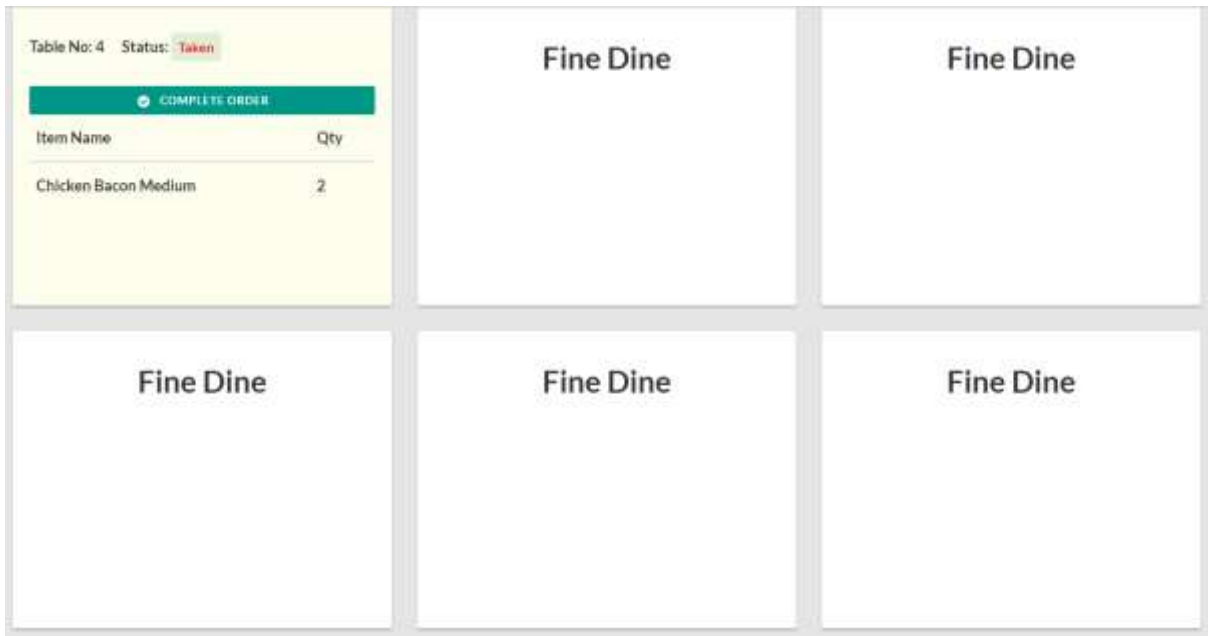 Table No: 4 Status: Taken
COMPLETE ORDER
Item Name Qty
Chicken Bacon Medium 2
Fine Dine
Fine Dine
Fine Dine
Fine Dine
Fine Dine